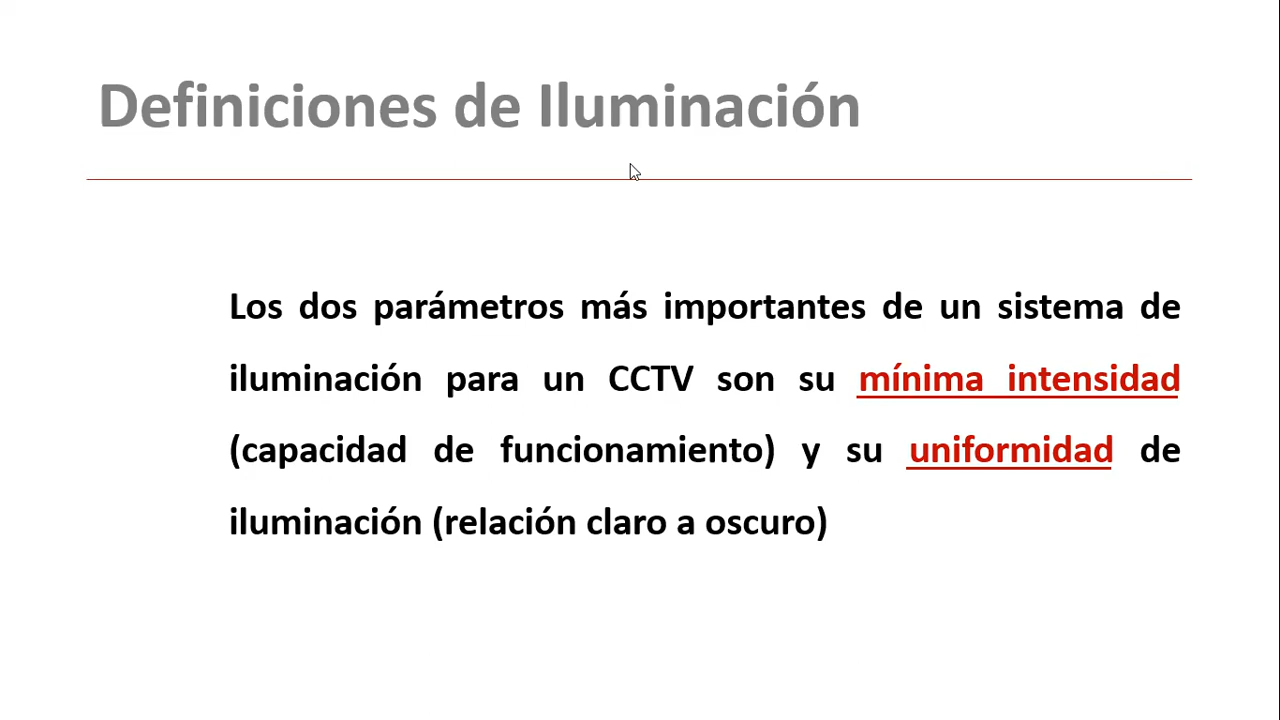 Definiciones de Iluminación
Los dos parámetros más importantes de un sistema de
iluminación para un CCTV son su mínima intensidad
(capacidad de funcionamiento) y su uniformidad de
iluminación (relación claro a oscuro)